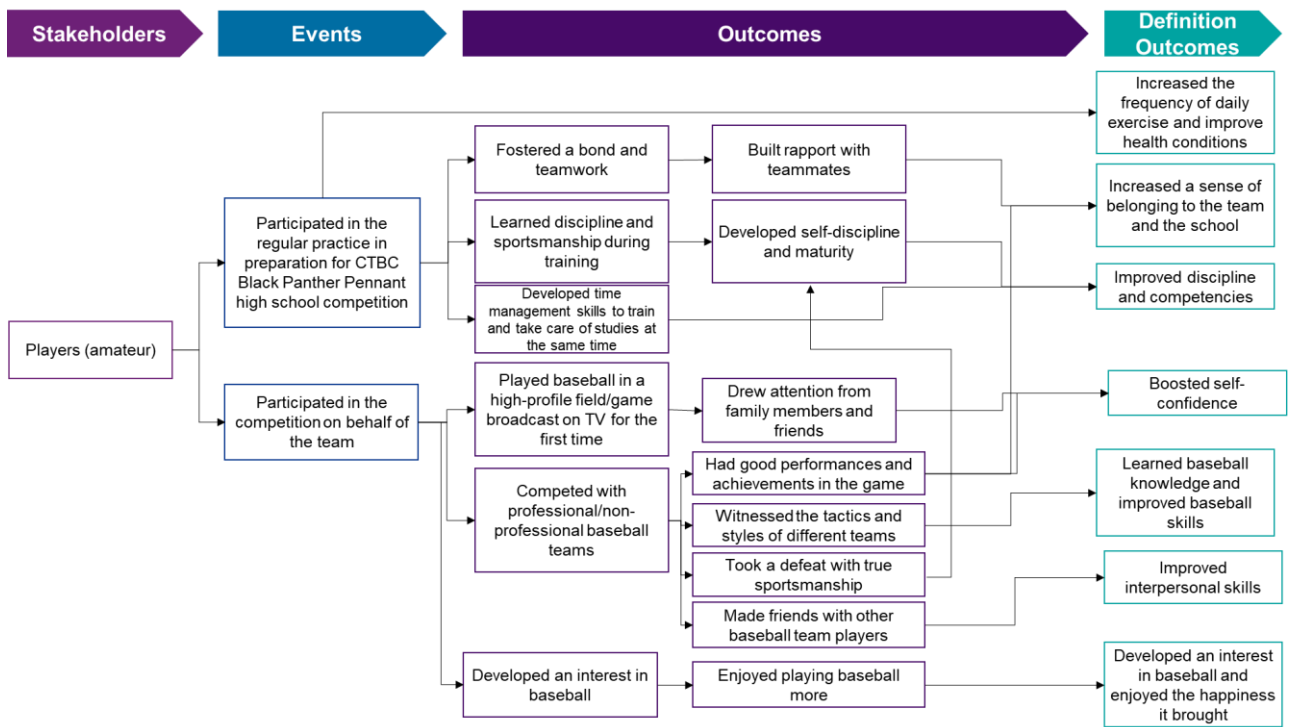 Stakeholders
Events
Outcomes
Definition
Outcomes
Players (amateur)
Participated in the
regular practice in
preparation for CTBC
Black Panther Pennant
high school competition
Participated in the
competition on behalf of
the team
Fostered a bond and
teamwork
Learned discipline and
sportsmanship during
training
Developed time
management skills to train
and take care of studies at
the same time
Played baseball in a
high-profile field/game
broadcast on TV for the
first time
Competed with
professional/non-
professional baseball
teams
Developed an interest in
baseball
Built rapport with
teammates
Developed self-discipline
and maturity
Drew attention from
family members and
friends
Had good performances and
achievements in the game
Witnessed the tactics and
styles of different teams
Took a defeat with true
sportsmanship
Made friends with other
baseball team players
Enjoyed playing baseball
more
Increased the
frequency of daily
exercise and improve
health conditions
Increased a sense of
belonging to the team
and the school
Improved discipline
and competencies
Boosted self-
confidence
Learned baseball
knowledge and
improved baseball
skills
Improved
interpersonal skills
Developed an interest
in baseball and
enjoyed the happiness
it brought